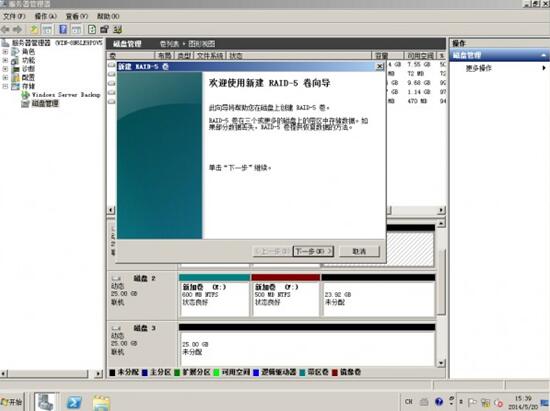 服务器管理器
文件(F) 操作(A) 查看(V) 帮助(H)
服务器管理器
角色
功能
诊断
配置
存储
Windows Server Backup
磁盘管理
磁盘管理 卷列表 + 图形视图
卷 布局 类型 文件系统 状态 容量 可用空间
7.55 GB
72 MB
9 GB
1.14 GB
470 MB
操作
磁盘管理
更多操作
新建 RAID-5 卷
欢迎使用新建 RAID-5 卷向导
此向导将帮助您在磁盘上创建 RAID-5 卷。
RAID-5 卷在三个或更多的磁盘上的带区中存储数据。如
果部分数据丢失，RAID-5 卷提供恢复数据的方法。
单击“下一步”继续。
<上一步(B) 下一步(N) > 取消
磁盘 2
动态
25.00 GB
联机
新加卷
600 MB NTFS
状态良好
新加卷
500 MB NTFS
状态良好
23.92 GB
未分配
磁盘 3
动态
25.00 GB
联机
25.00 GB
未分配
未分配 主分区 扩展分区 可用空间 逻辑驱动器 带区卷 镜像卷
开始
CH
15:39
2014/5/20